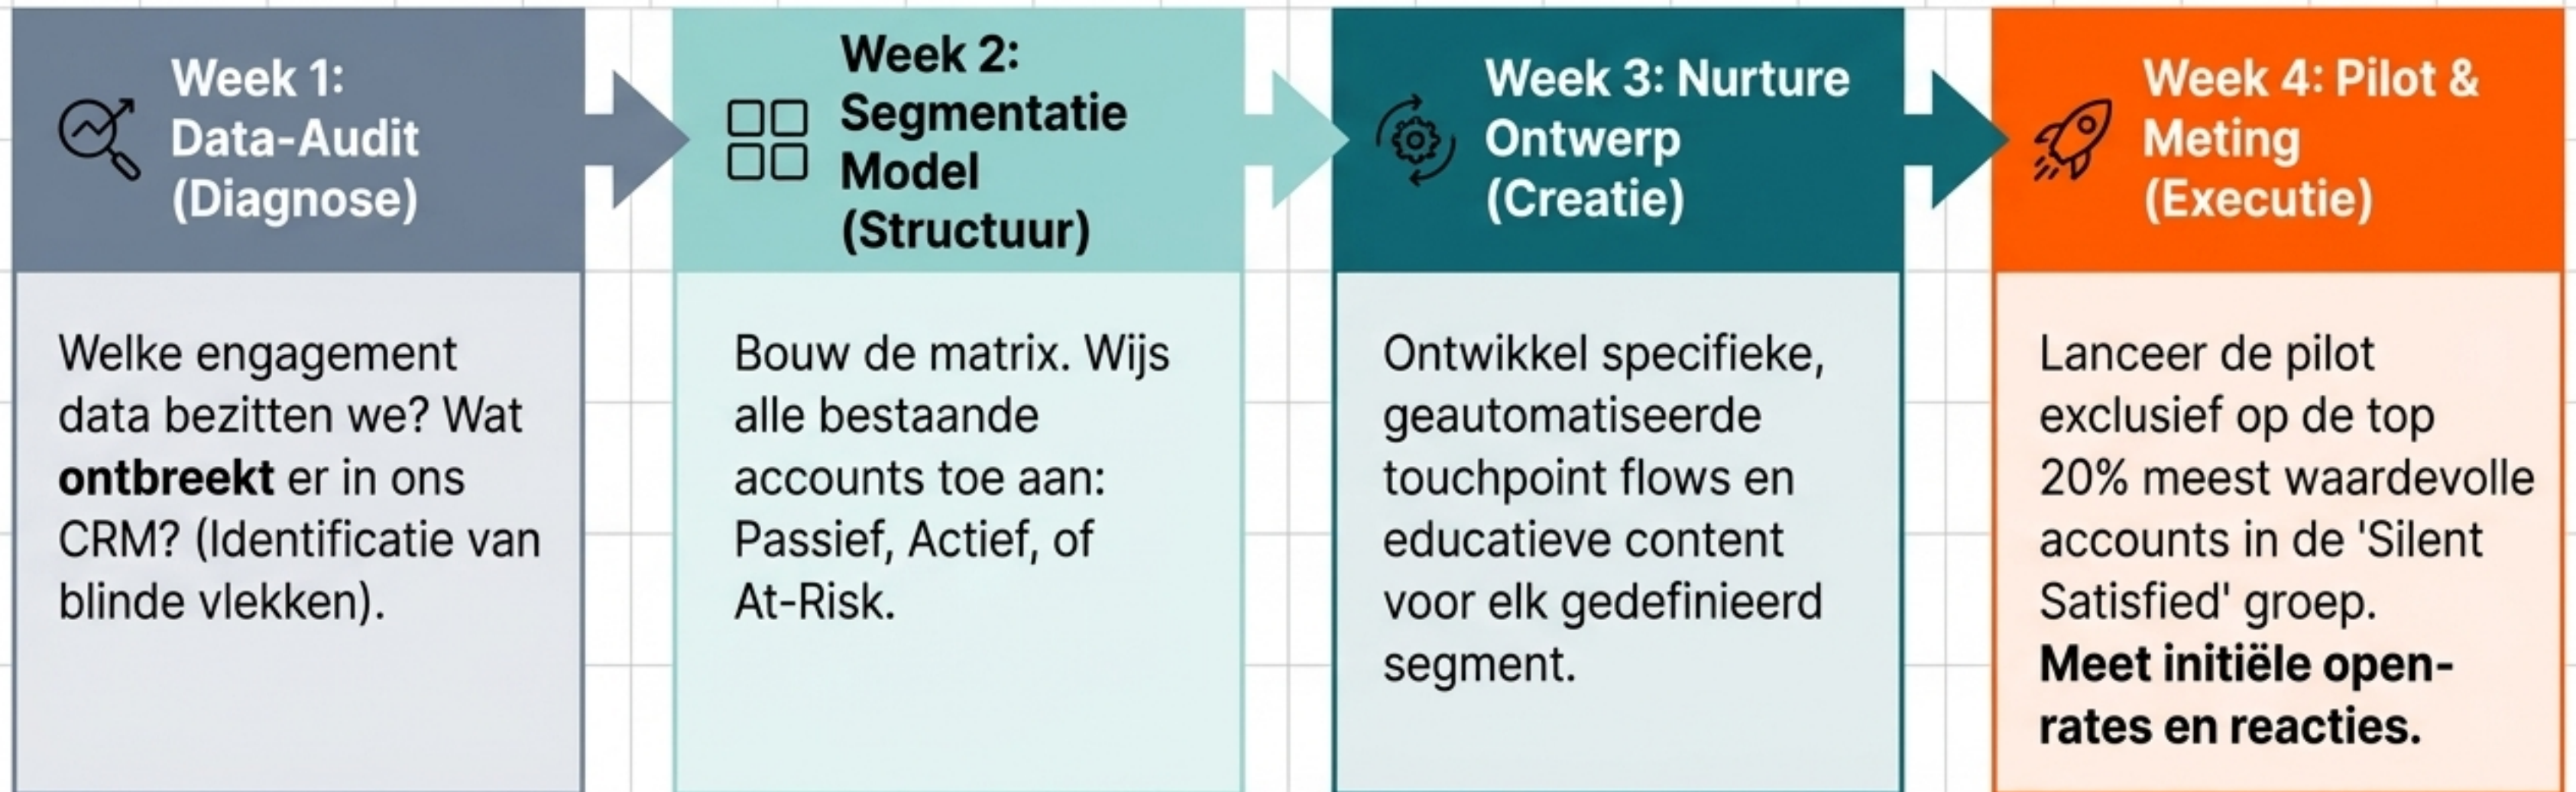 Week 1:
Data-Audit
(Diagnose)
Welke engagement
data bezitten we? Wat
ontbreekt er in ons
CRM? (Identificatie van
blinde vlekken).
Week 2:
Segmentatie
Model
(Structuur)
Bouw de matrix. Wijs
alle bestaande
accounts toe aan:
Passief, Actief, of
At-Risk.
Week 3: Nurture
Ontwerp
(Creatie)
Ontwikkel specifieke,
geautomatiseerde
touchpoint flows en
educatieve content
voor elk gedefinieerd
segment.
Week 4: Pilot &
Meting
(Executie)
Lanceer de pilot
exclusief op de top
20% meest waardevolle
accounts in de 'Silent
Satisfied' groep.
Meet initiële open-
rates en reacties.